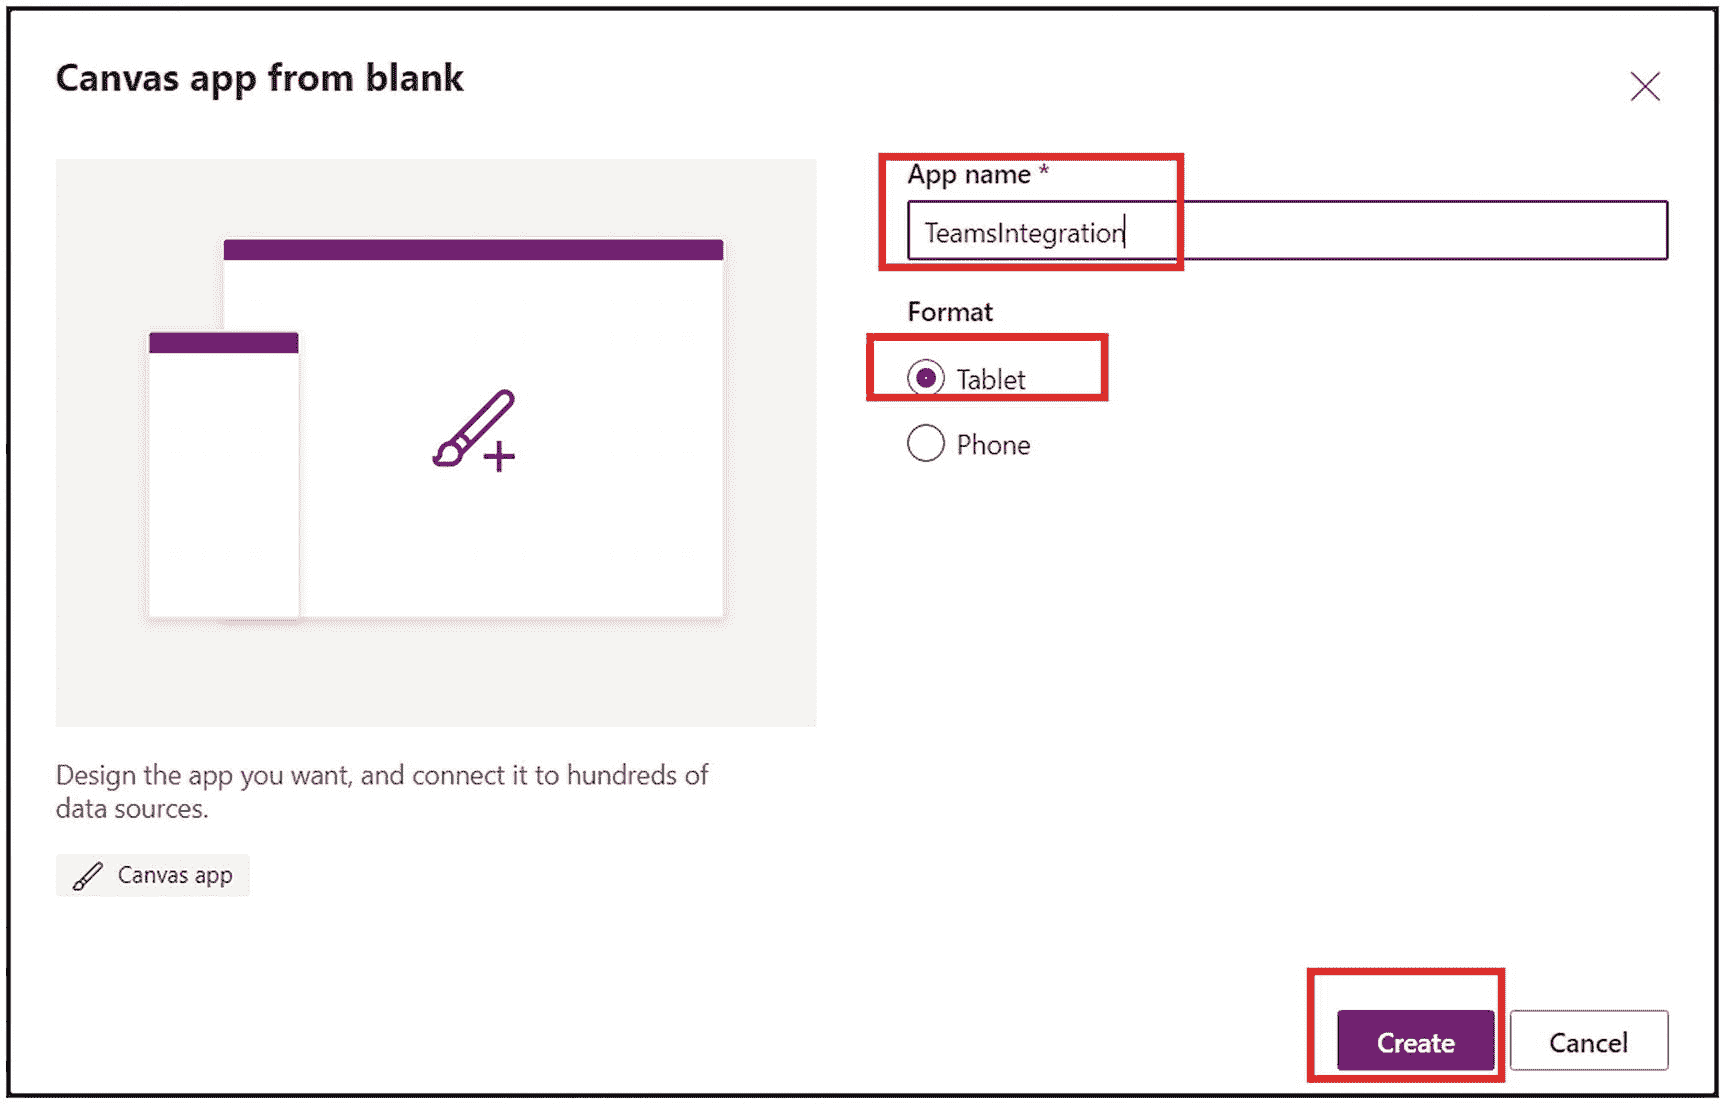 Canvas app from blank
App name *
TeamsIntegration
Format
Tablet
Phone
Design the app you want, and connect it to hundreds of
data sources.
Canvas app
Create
Cancel